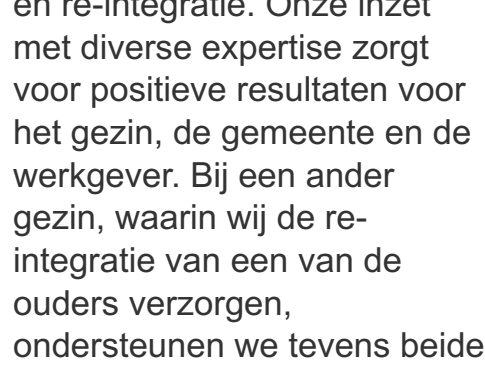 en re-integratie. Onze inzet
met diverse expertise zorgt
voor positieve resultaten voor
het gezin, de gemeente en de
werkgever. Bij een ander
gezin, waarin wij de re-
integratie van een van de
ouders verzorgen,
ondersteunen we tevens beide